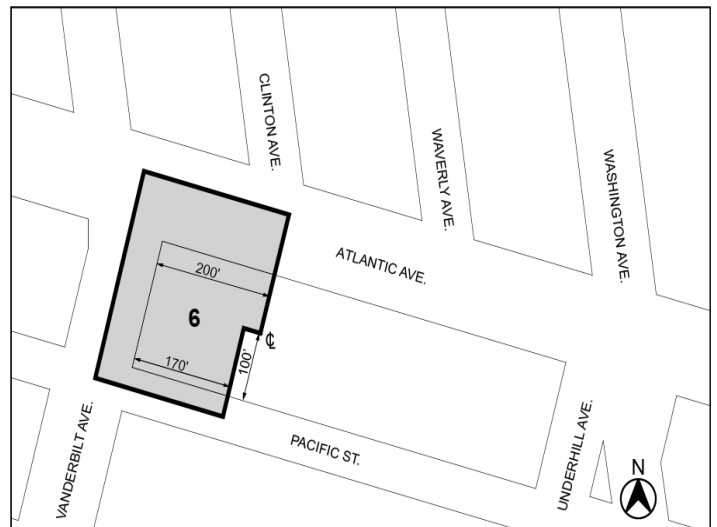 CLINTON AVE.
WAVERLY AVE.
WASHINGTON AVE.
ATLANTIC AVE.
200'
6
℄
170'
100'
VANDERBILT AVE.
PACIFIC ST.
UNDERHILL AVE.
N